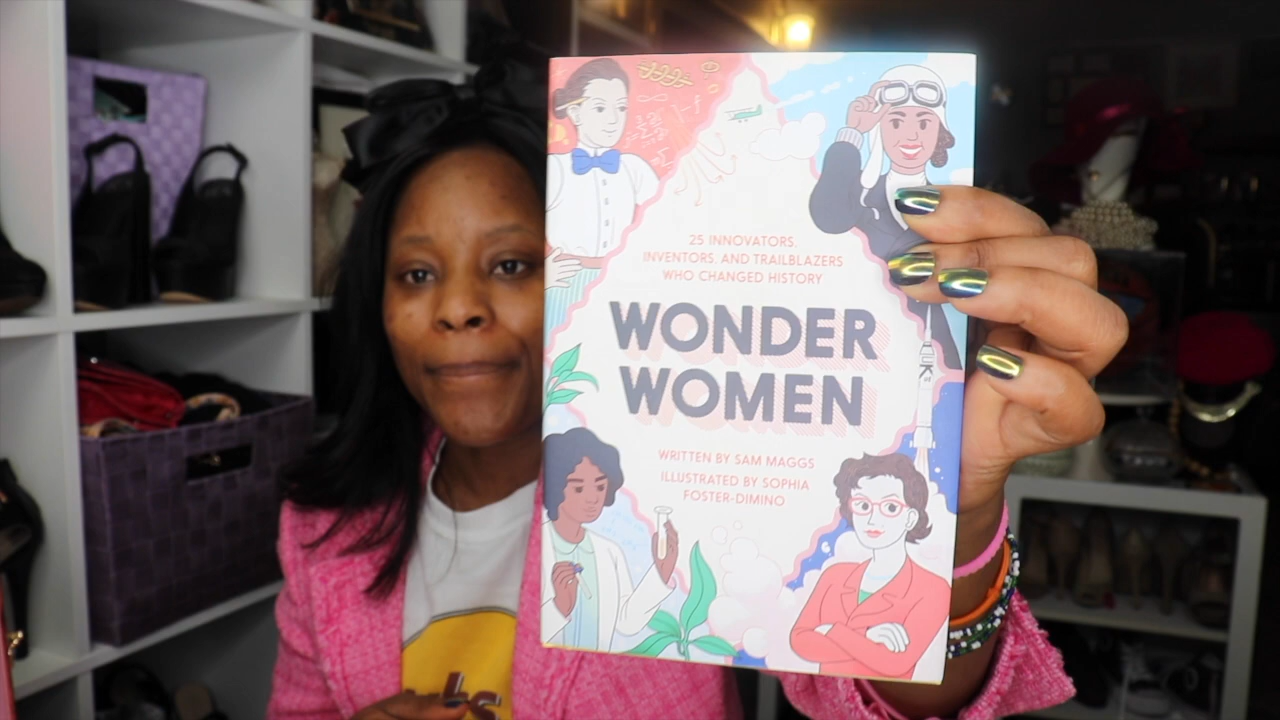 25 INNOVATORS,
INVENTORS, AND TRAILBLAZERS
WHO CHANGED HISTORY
WONDER
WOMEN
WRITTEN BY SAM MAGGS
ILLUSTRATED BY SOPHIA
FOSTER-DIMINO
UK